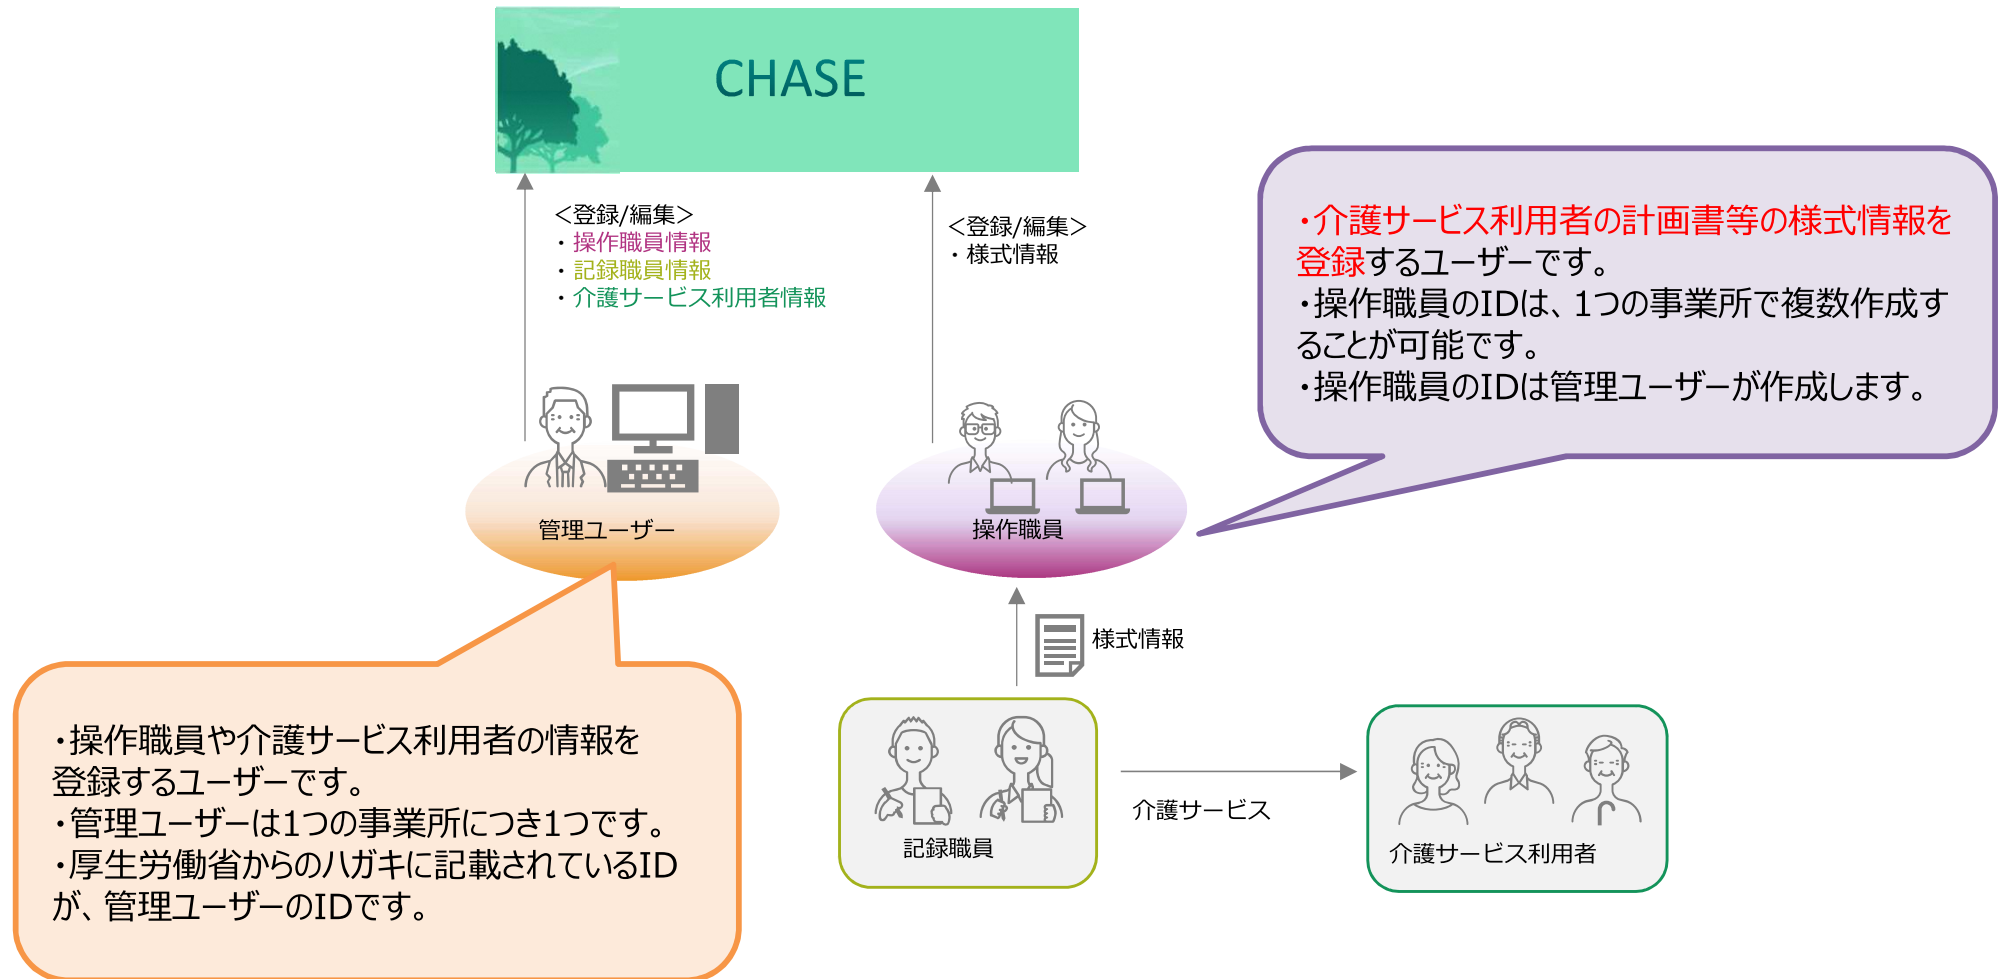 CHASE
＜登録/編集＞
・操作職員情報
・記録職員情報
・介護サービス利用者情報
＜登録/編集＞
・様式情報
・介護サービス利用者の計画書等の様式情報を
登録するユーザーです。
・操作職員のIDは、1つの事業所で複数作成す
ることが可能です。
・操作職員のIDは管理ユーザーが作成します。
管理ユーザー
操作職員
様式情報
・操作職員や介護サービス利用者の情報を
登録するユーザーです。
・管理ユーザーは1つの事業所につき1つです。
・厚生労働省からのハガキに記載されているID
が、管理ユーザーのIDです。
記録職員
介護サービス
介護サービス利用者